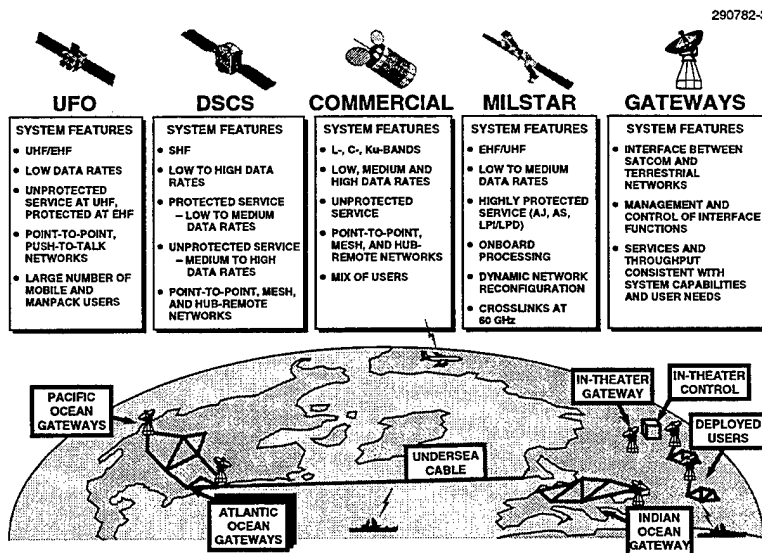 290782-3
UFO
SYSTEM FEATURES
• UHF/EHF
• LOW DATA RATES
• UNPROTECTED
SERVICE AT UHF,
PROTECTED AT EHF
• POINT-TO-POINT,
PUSH-TO-TALK
NETWORKS
• LARGE NUMBER OF
MOBILE AND
MANPACK USERS
DSCS
SYSTEM FEATURES
• SHF
• LOW TO HIGH DATA
RATES
• PROTECTED SERVICE
– LOW TO MEDIUM
DATA RATES
• UNPROTECTED SERVICE
– MEDIUM TO HIGH
DATA RATES
• POINT-TO-POINT, MESH,
AND HUB-REMOTE
NETWORKS
COMMERCIAL
SYSTEM FEATURES
• L-, C-, Ku-BANDS
• LOW, MEDIUM AND
HIGH DATA RATES
• UNPROTECTED
SERVICE
• POINT-TO-POINT,
MESH, AND HUB-
REMOTE NETWORKS
• MIX OF USERS
MILSTAR
SYSTEM FEATURES
• EHF/UHF
• LOW TO MEDIUM
DATA RATES
• HIGHLY PROTECTED
SERVICE (AJ, AS,
LPI/LPD)
• ONBOARD
PROCESSING
• DYNAMIC NETWORK
RECONFIGURATION
• CROSSLINKS AT
60 GHz
GATEWAYS
SYSTEM FEATURES
• INTERFACE BETWEEN
SATCOM AND
TERRESTRIAL
NETWORKS
• MANAGEMENT AND
CONTROL OF INTERFACE
FUNCTIONS
• SERVICES AND
THROUGHPUT
CONSISTENT WITH
SYSTEM CAPABILITIES
AND USER NEEDS
PACIFIC
OCEAN
GATEWAYS
ATLANTIC
OCEAN
GATEWAYS
UNDERSEA
CABLE
IN-THEATER
GATEWAY
IN-THEATER
CONTROL
DEPLOYED
USERS
INDIAN OCEAN
GATEWAY